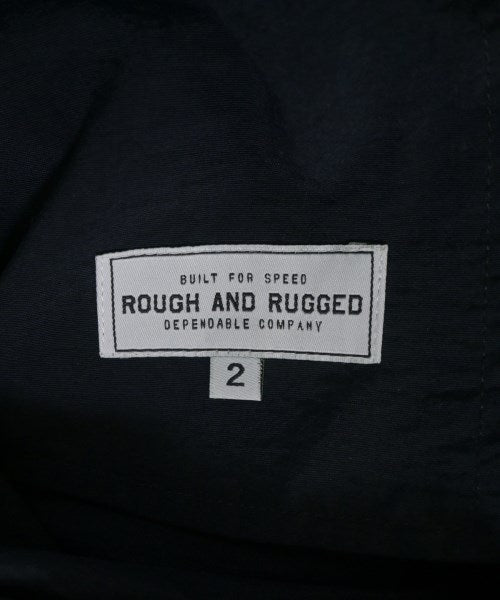 BUILT FOR SPEED
ROUGH AND RUGGED
DEPENDABLE COMPANY
2